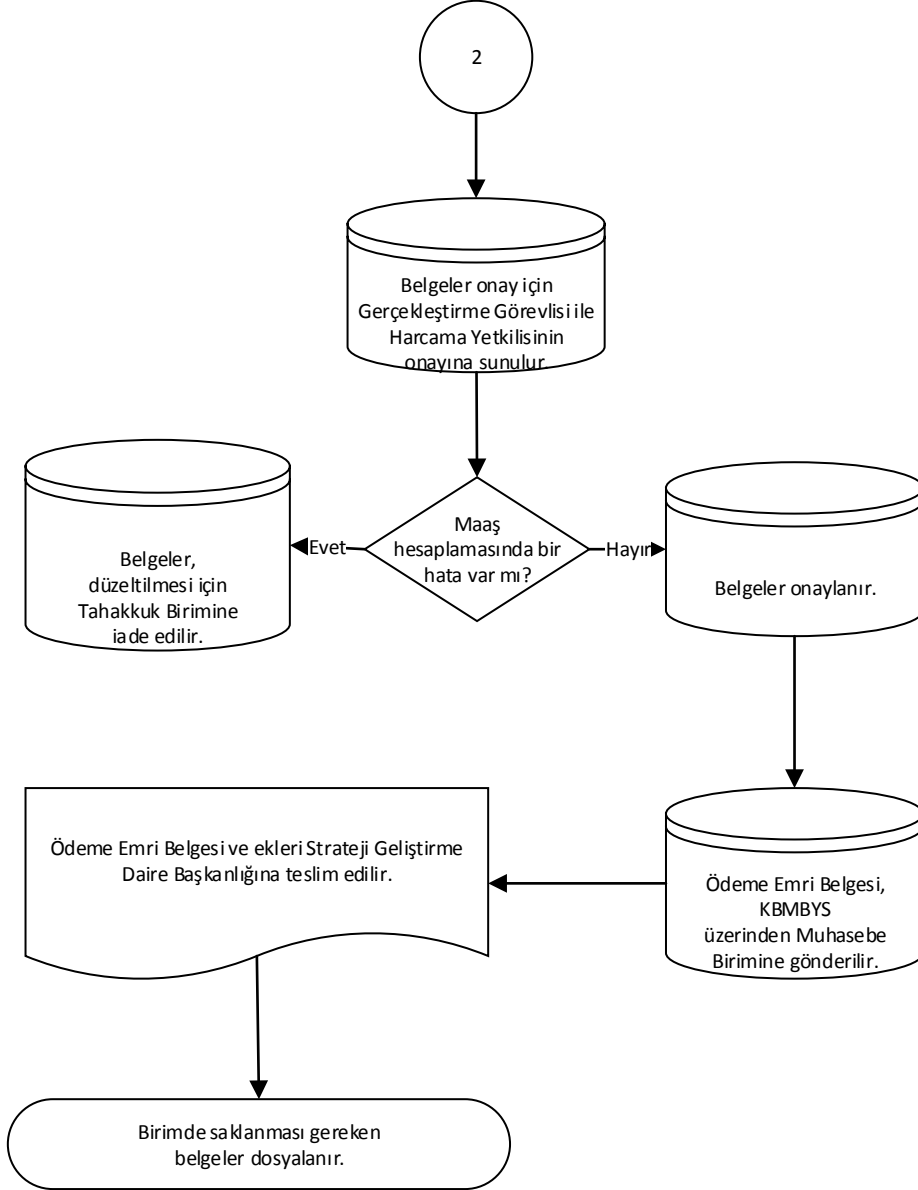 2
Belgeler onay için
Gerçekleştirme Görevlisi ile
Harcama Yetkilisinin
onayına sunulur.
Maaş
hesaplamasında bir
hata var mı?
Evet
Hayır
Belgeler,
düzeltilmesi için
Tahakkuk Birimine
iade edilir.
Belgeler onaylanır.
Ödeme Emri Belgesi,
KBMBYS
üzerinden Muhasebe
Birimine gönderilir.
Ödeme Emri Belgesi ve ekleri Strateji Geliştirme
Daire Başkanlığına teslim edilir.
Birimde saklanması gereken
belgeler dosyalanır.